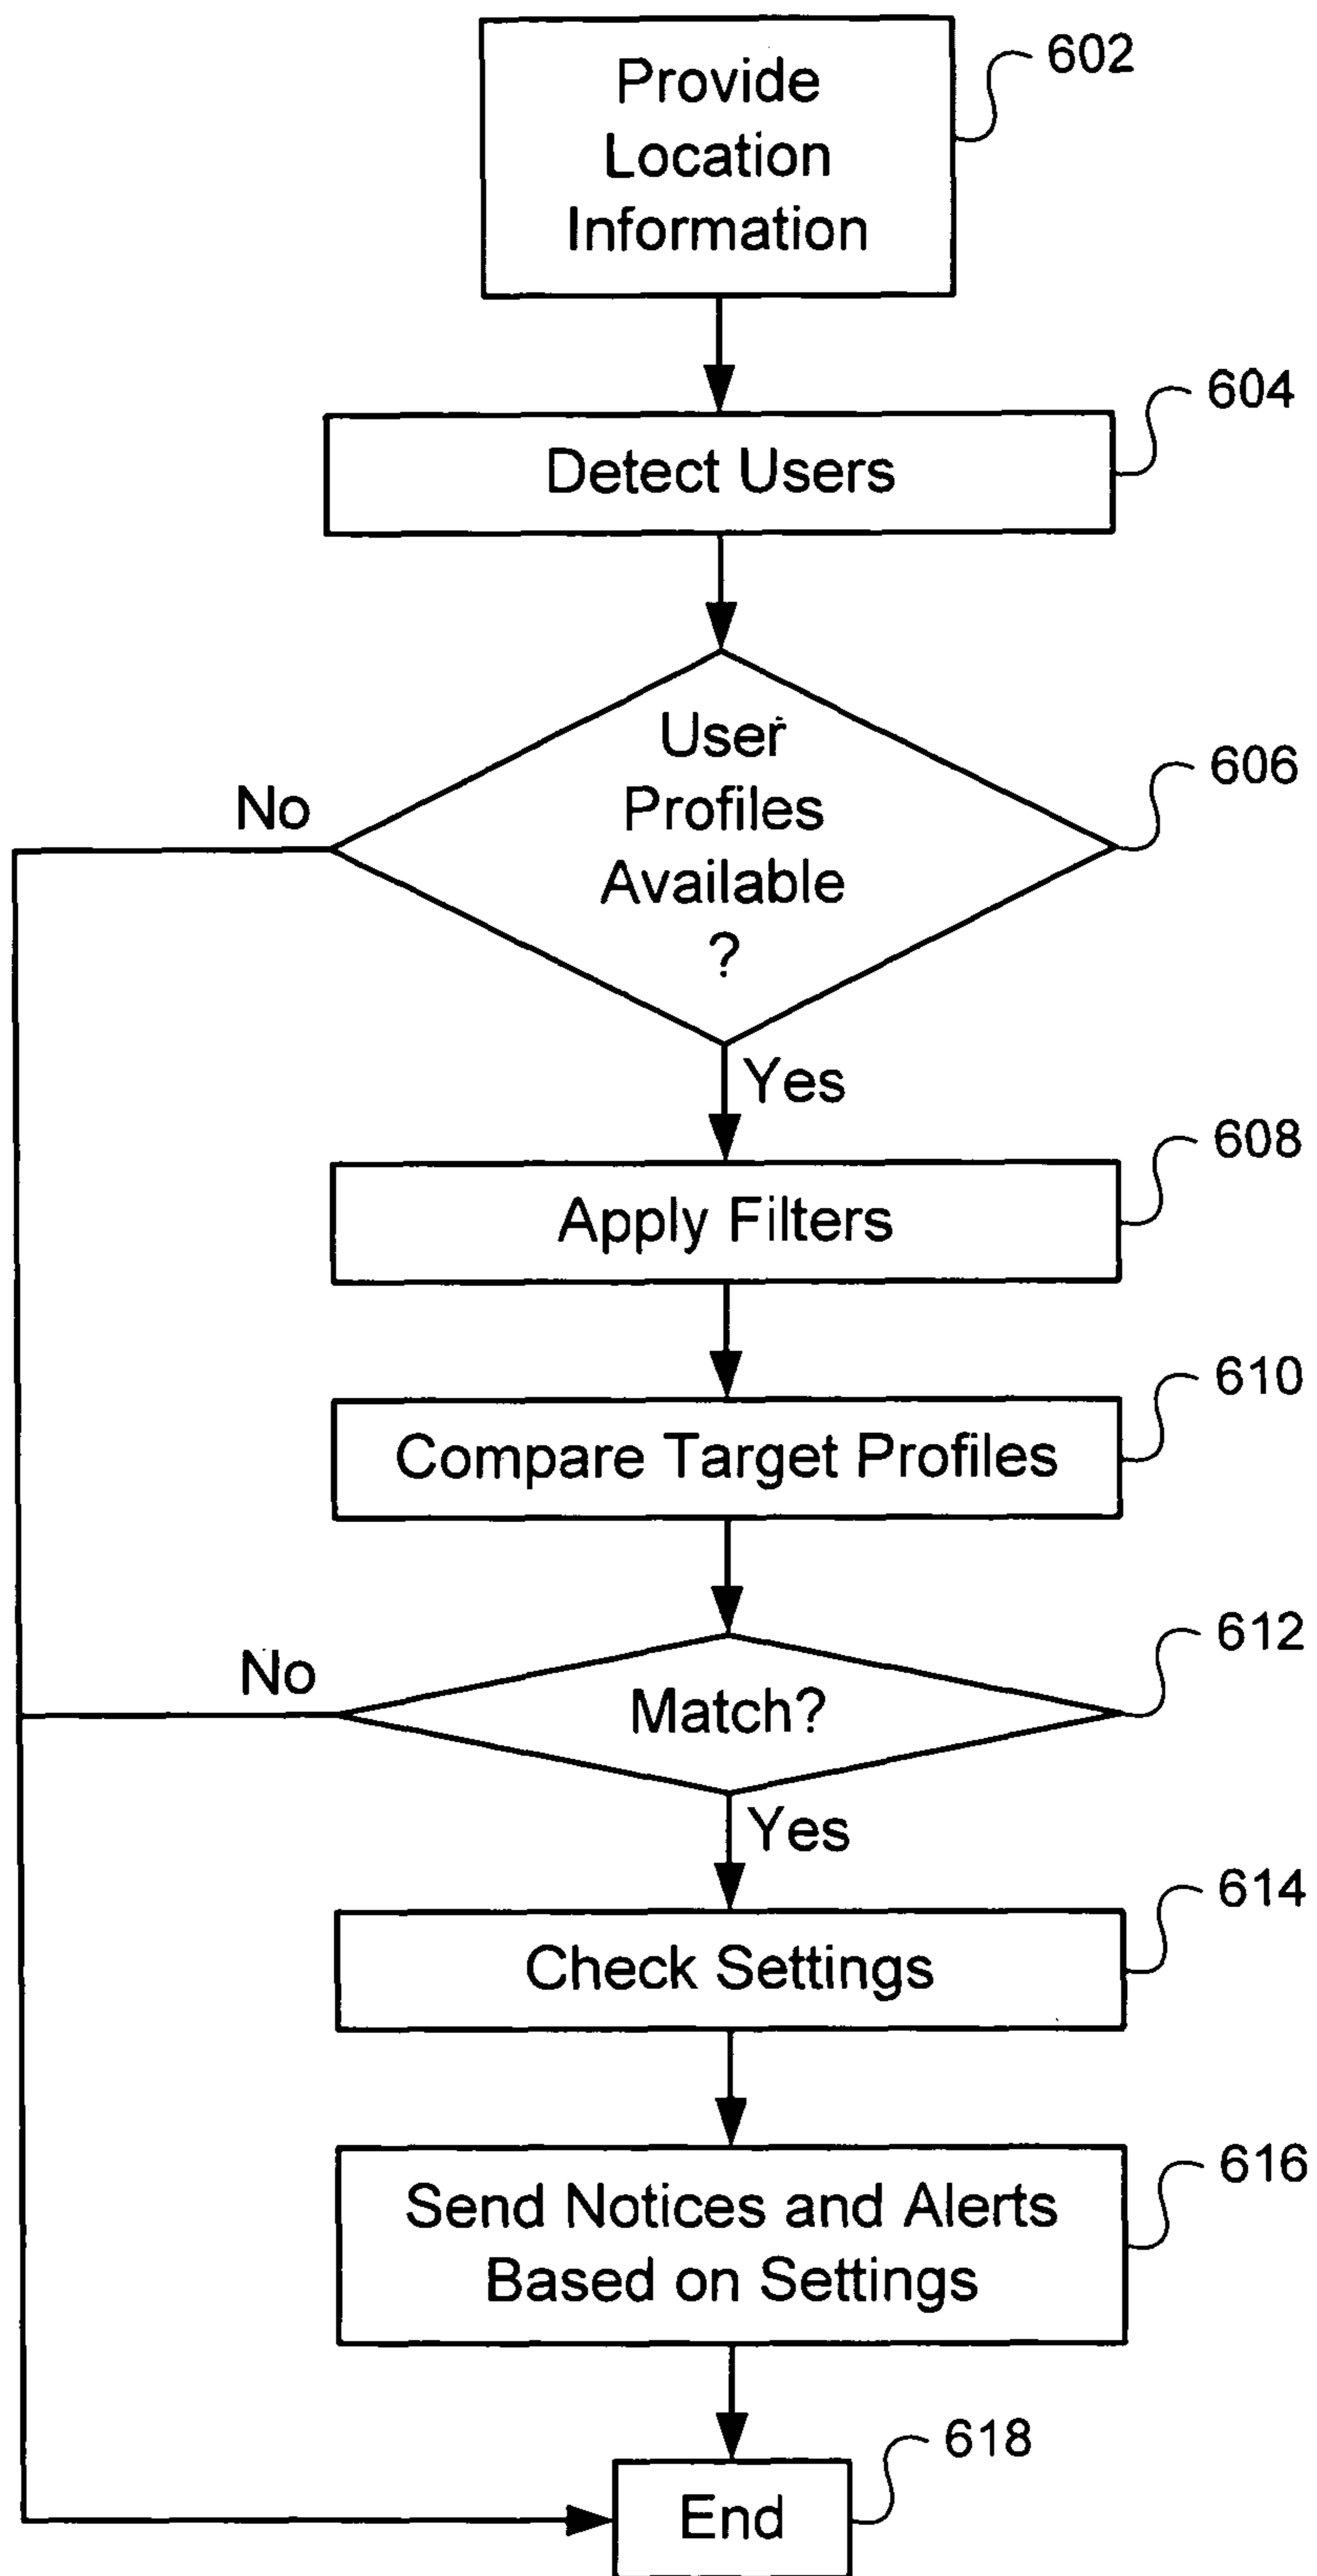 Provide
Location
Information
602
Detect Users
604
User
Profiles
Available
?
606
No
Yes
Apply Filters
608
Compare Target Profiles
610
Match?
612
No
Yes
Check Settings
614
Send Notices and Alerts
Based on Settings
616
End
618